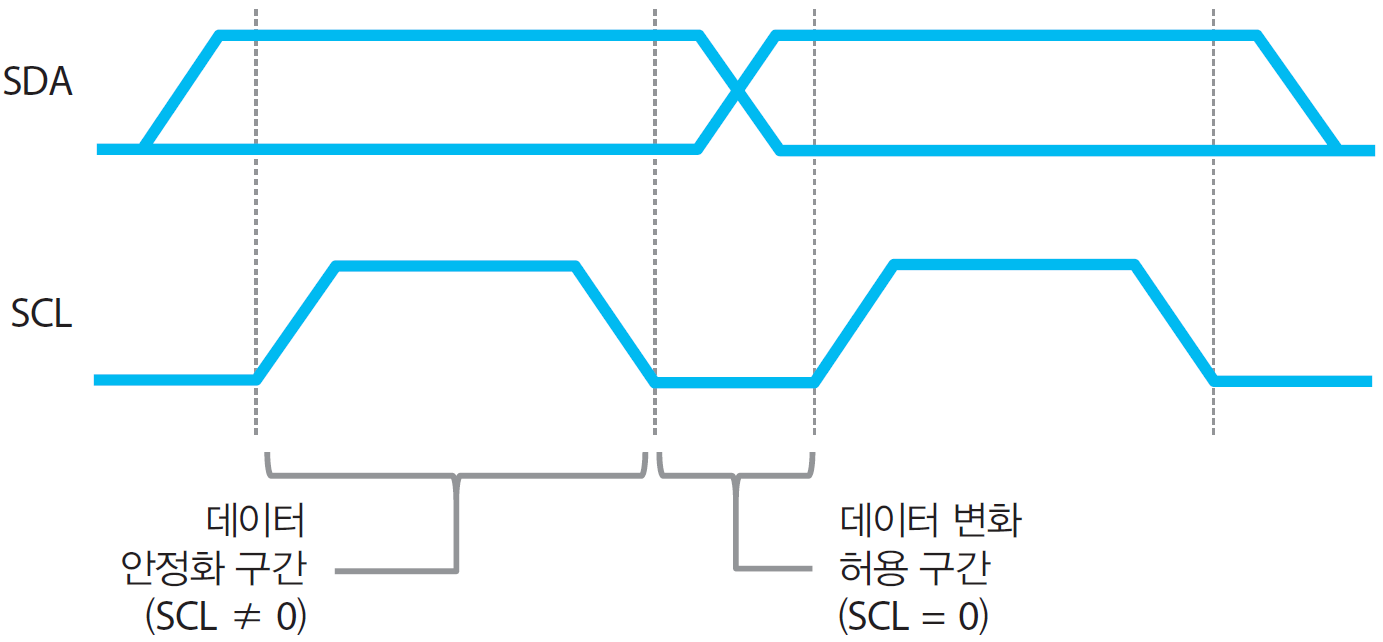 SDA
SCL
데이터
안정화 구간
(SCL ≠ 0)
데이터 변화
허용 구간
(SCL = 0)